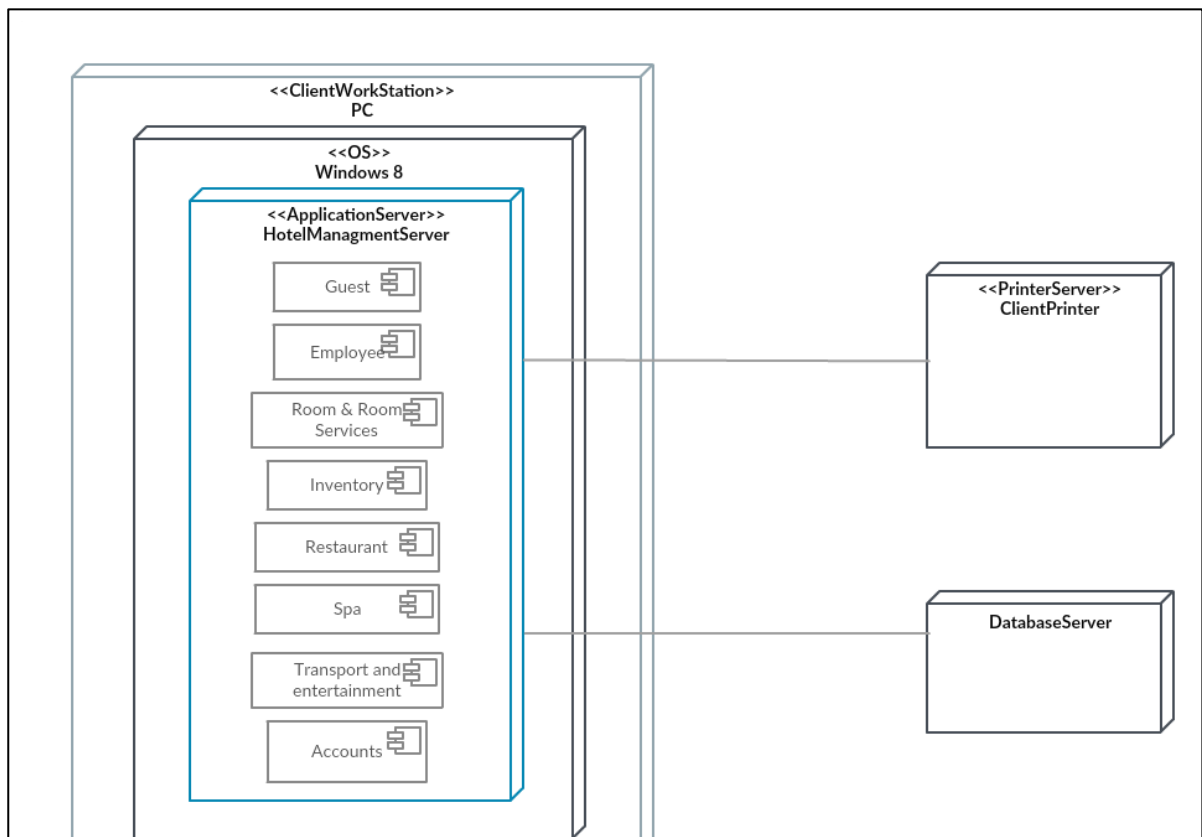 <<ClientWorkStation>>
PC
<<OS>>
Windows 8
<<ApplicationServer>>
HotelManagmentServer
Guest
Employee
Room & Room
Services
Inventory
Restaurant
Spa
Transport and
entertainment
Accounts
<<PrinterServer>>
ClientPrinter
DatabaseServer